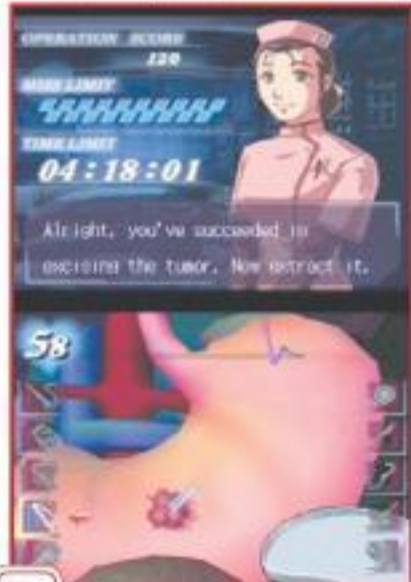 OPERATION SCORE
120
MISS LIMIT
TIME LIMIT
04:18:01
Alright, you've succeeded in
excising the tumor. Now extract it.
58